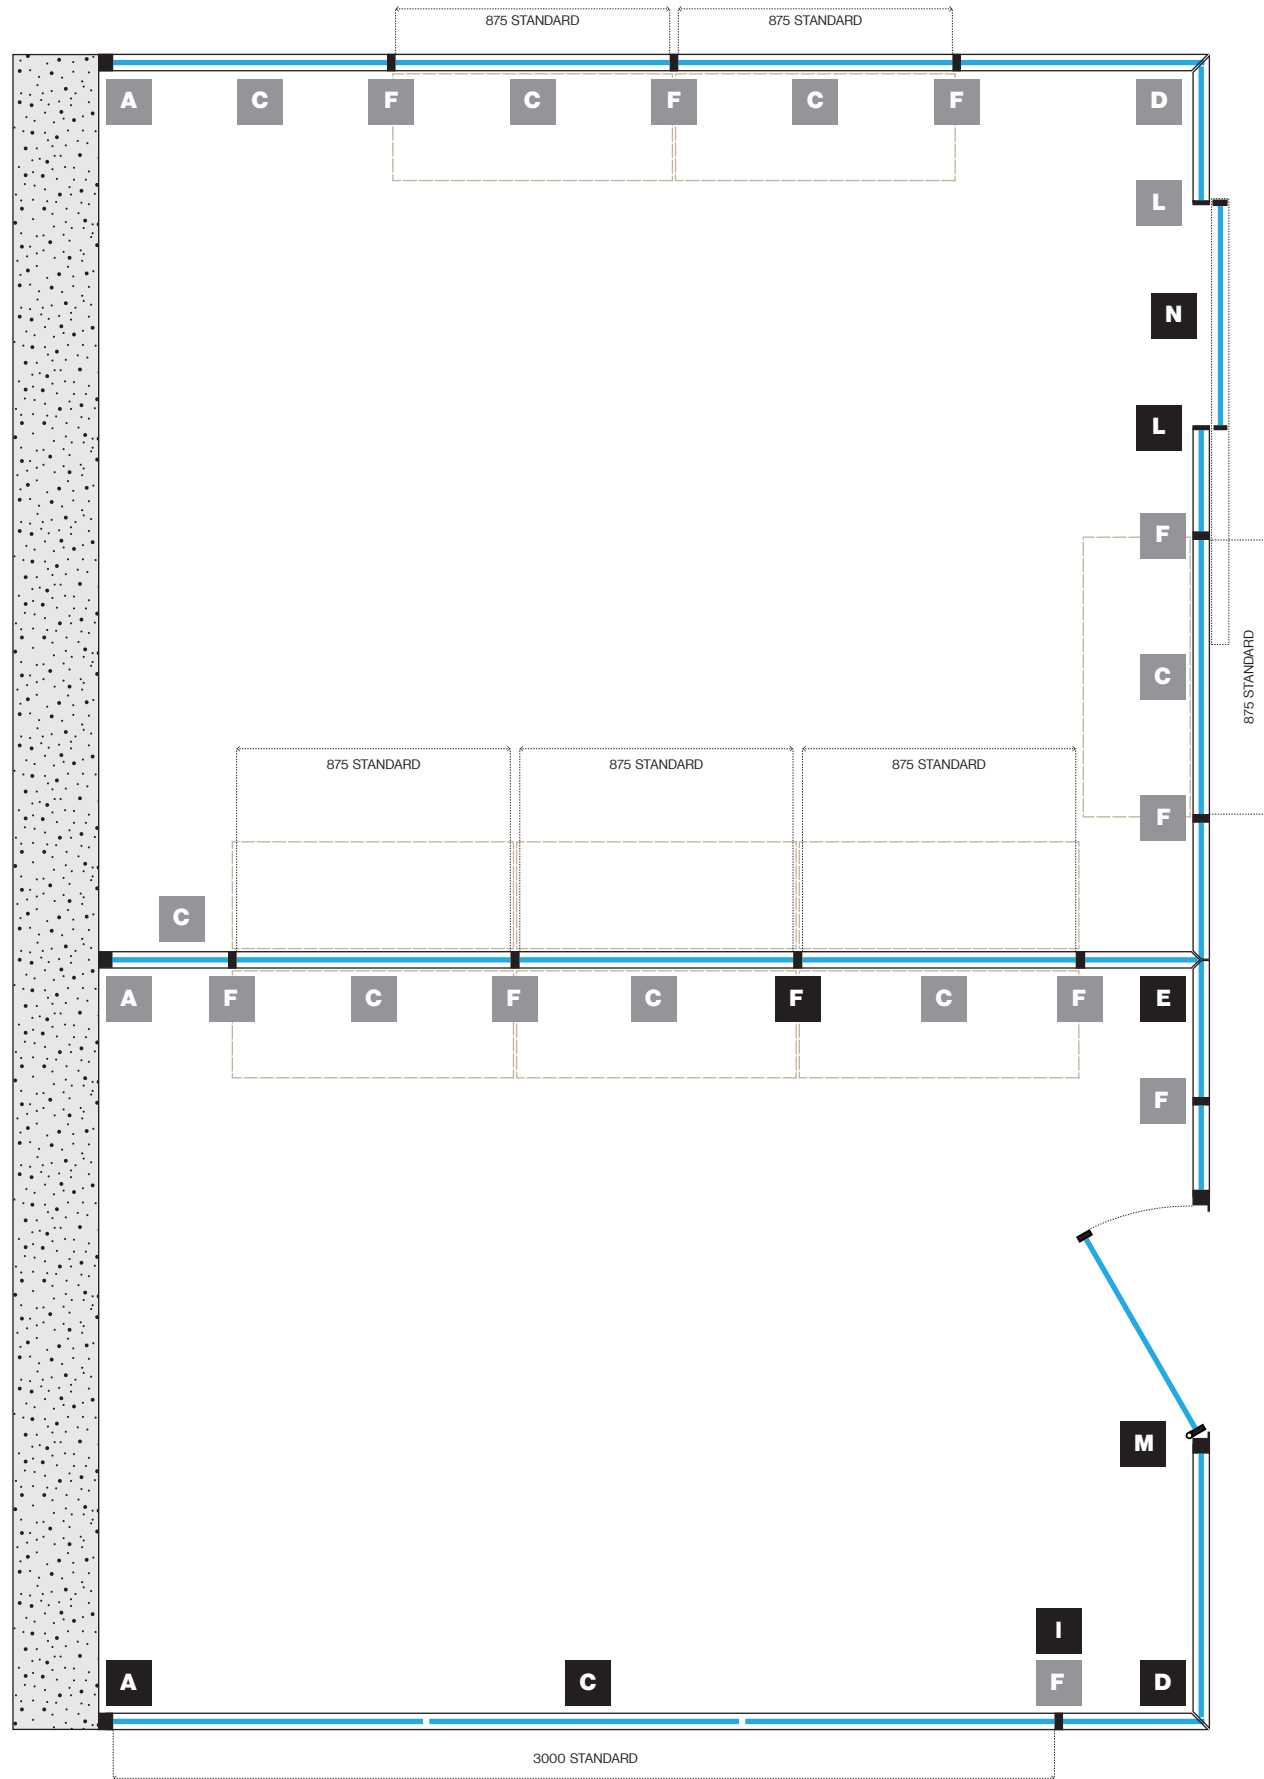 875 STANDARD 875 STANDARD
A C F C F C F D
L
N
L
F
C
875 STANDARD
875 STANDARD 875 STANDARD 875 STANDARD
F
C
A F C F C F C F E
F
M
I
A C F D
3000 STANDARD